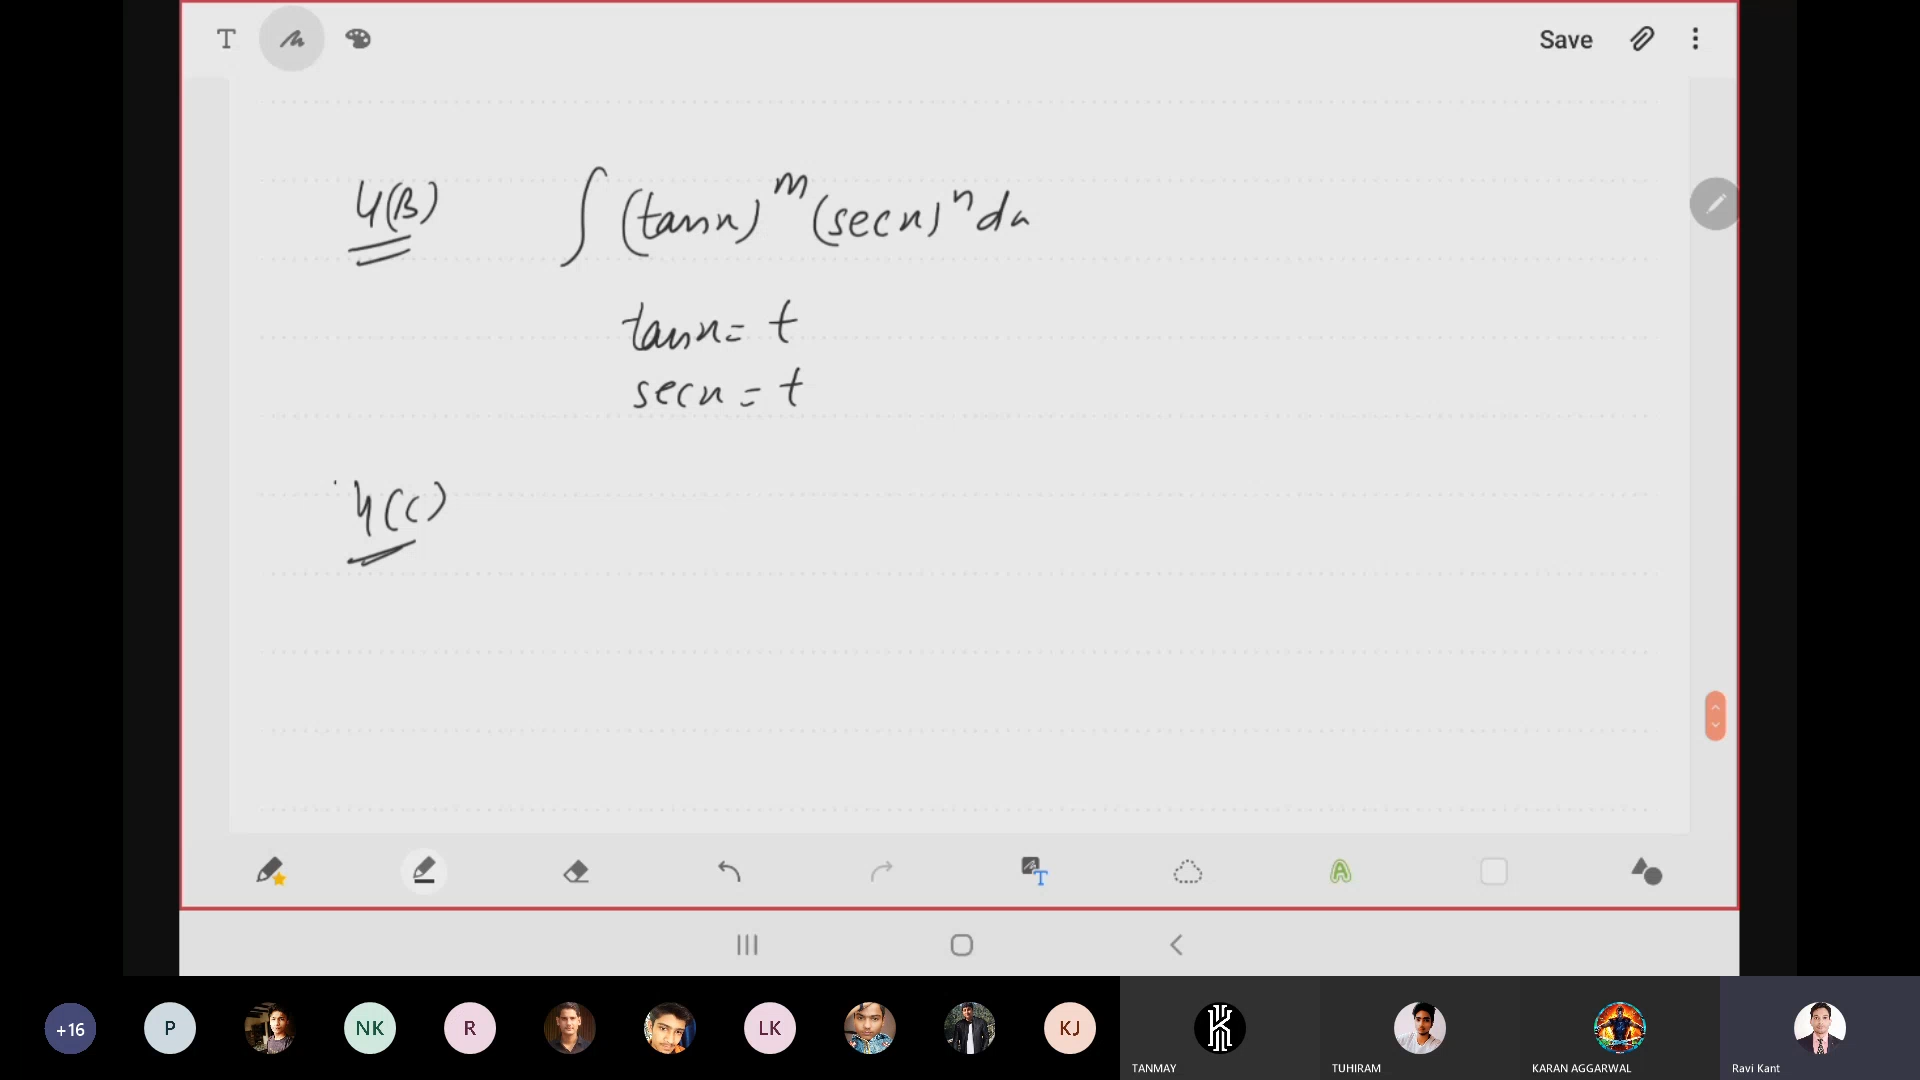 T Save
4(B) ∫ (tanx)^m (secx)^n dx
tanx = t
secx = t
4(C)
T A
+16 P NK R LK KJ
TANMAY TUHIRAM KARAN AGGARWAL Ravi Kant